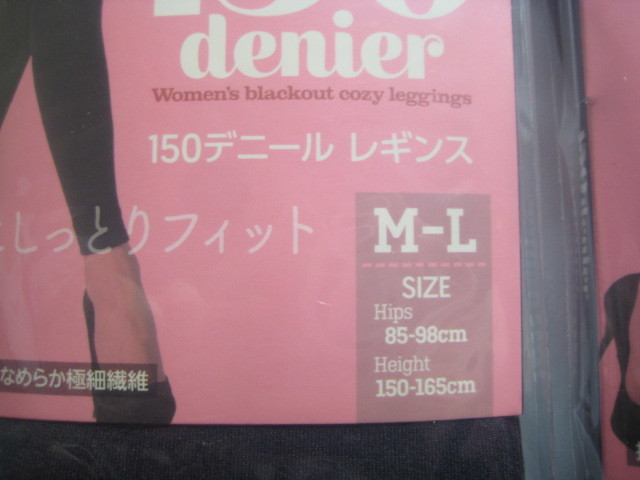 150
denier
Women's blackout cozy leggings
150デニール レギンス
しっとりフィット
M-L
SIZE
Hips
85-98cm
Height
150-165cm
なめらか極細繊維